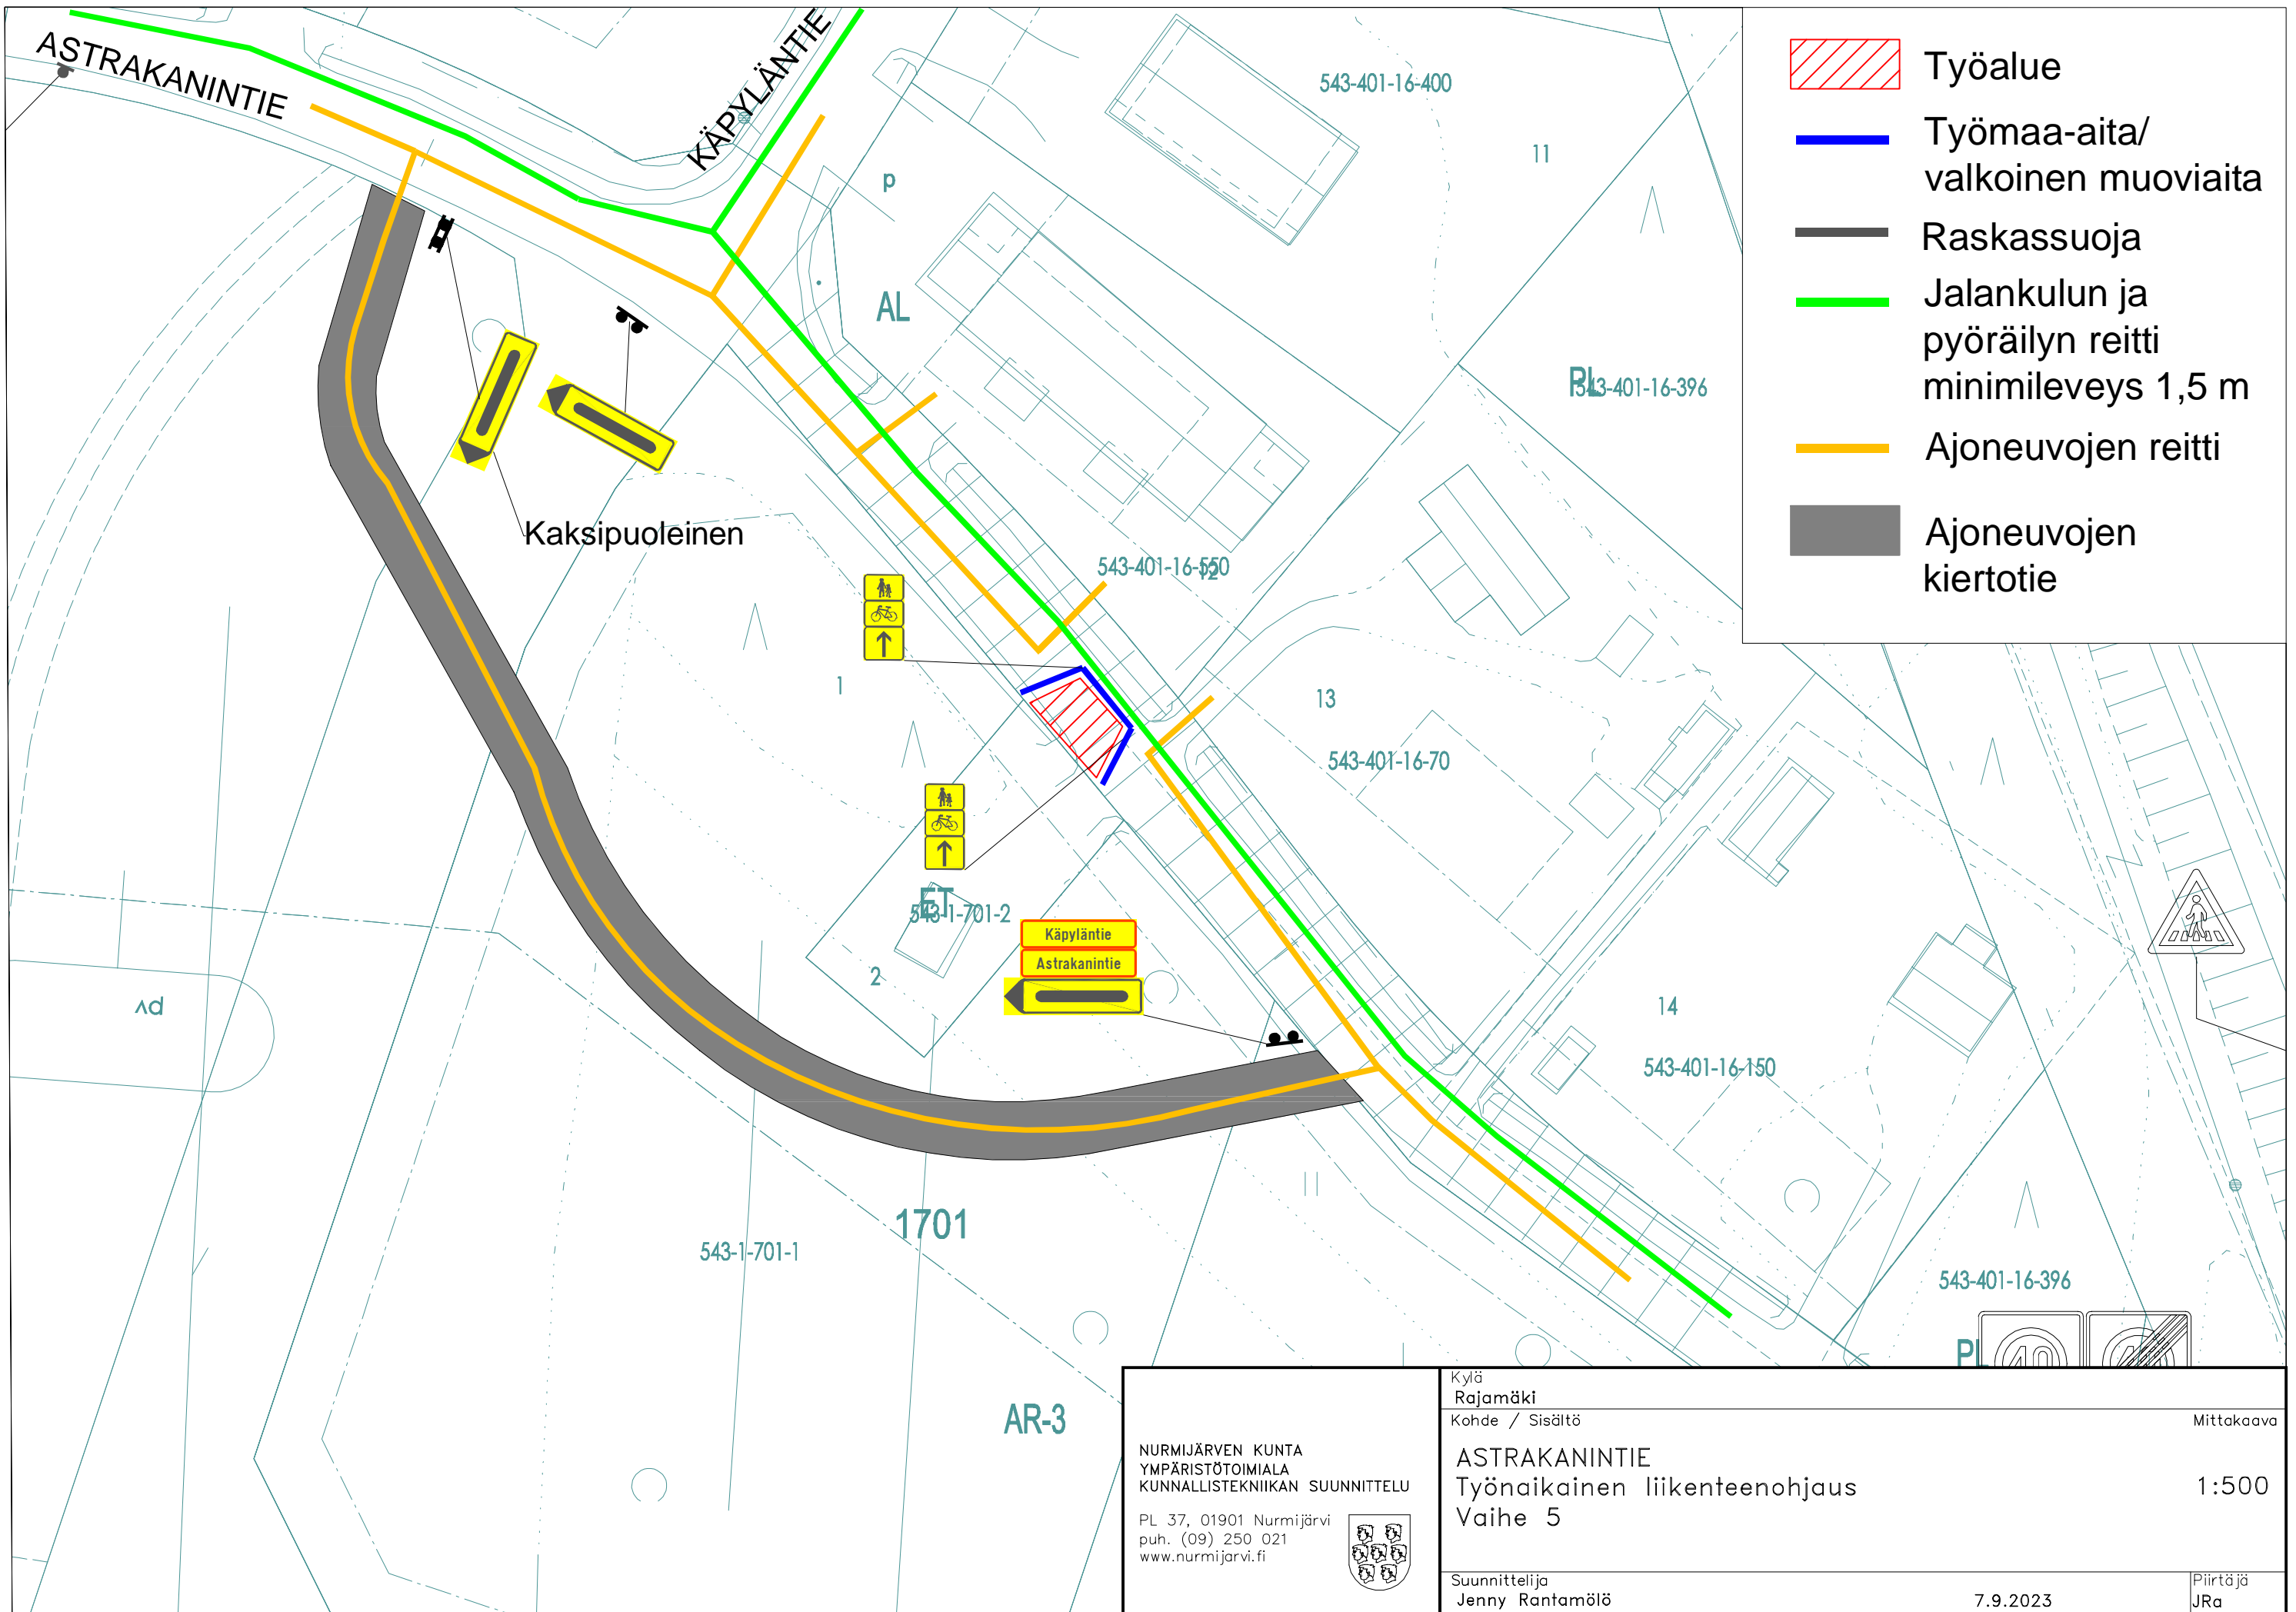 ASTRAKANINTIE
KÄPYLÄNTIE
543-401-16-400
11
p
AL
PL
543-401-16-396
Kaksipuoleinen
543-401-16-550
12
1
13
543-401-16-70
ET
543-1-701-2
2
Käpyläntie
Astrakanintie
14
543-401-16-150
1701
543-1-701-1
543-401-16-396
PL
40
AR-3
Työalue
Työmaa-aita/
valkoinen muoviaita
Raskassuoja
Jalankulun ja
pyöräilyn reitti
minimileveys 1,5 m
Ajoneuvojen reitti
Ajoneuvojen
kiertotie
NURMIJÄRVEN KUNTA
YMPÄRISTÖTOIMIALA
KUNNALLISTEKNIIKAN SUUNNITTELU
PL 37, 01901 Nurmijärvi
puh. (09) 250 021
www.nurmijarvi.fi
Kylä
Rajamäki
Kohde / Sisältö
Mittakaava
ASTRAKANINTIE
Työnaikainen liikenteenohjaus
1:500
Vaihe 5
Suunnittelija
Jenny Rantamölö
7.9.2023
Piirtäjä
JRa